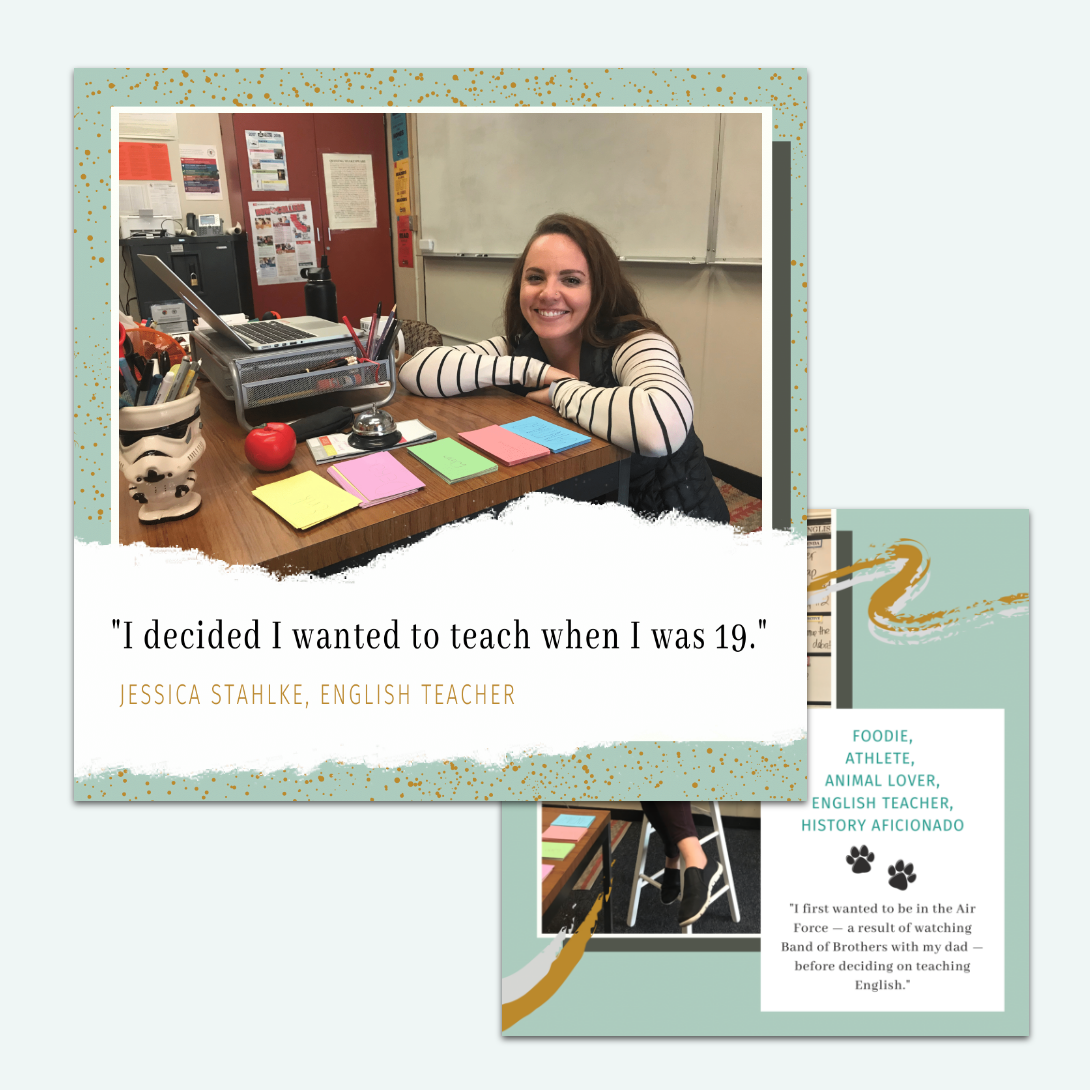 "I decided I wanted to teach when I was 19."
JESSICA STAHLKE, ENGLISH TEACHER
FOODIE,
ATHLETE,
ANIMAL LOVER,
ENGLISH TEACHER,
HISTORY AFICIONADO
"I first wanted to be in the Air
Force — a result of watching
Band of Brothers with my dad —
before deciding on teaching
English."